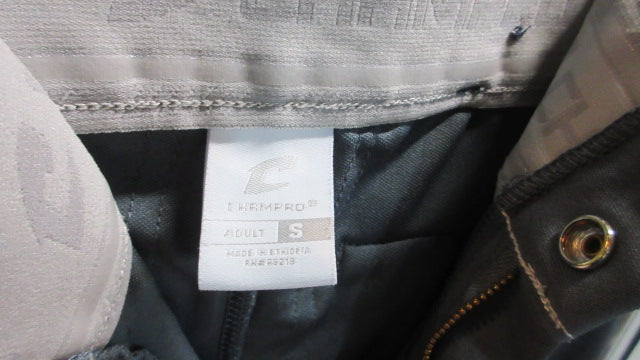 CHAMPRO®
ADULT S
MADE IN ETHIOPIA